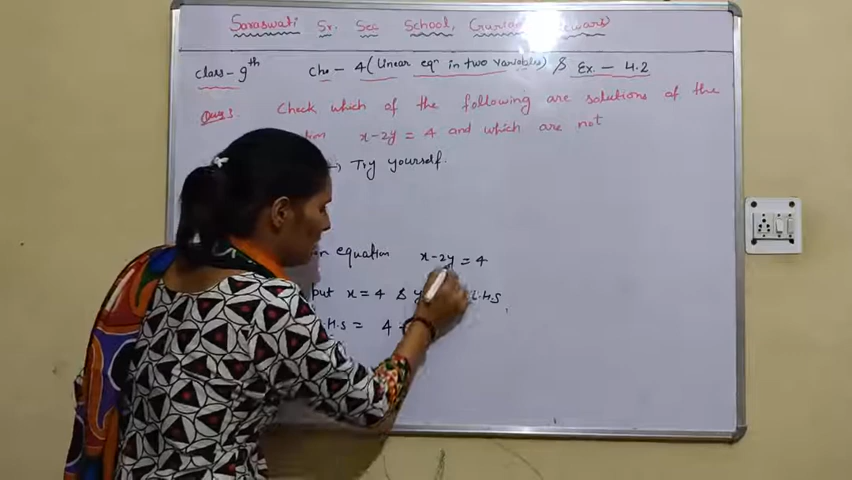 Saraswati Sr. Sec School,
Class - 9th Cha - 4 (Linear eqn in two variables) & Ex. - 4.2
Ques 3 Check which of the following are solutions of the
x-2y = 4 and which are not
→ Try yourself.
equation x-2y = 4
put x = 4 & y L.H.S
H.S = 4 -